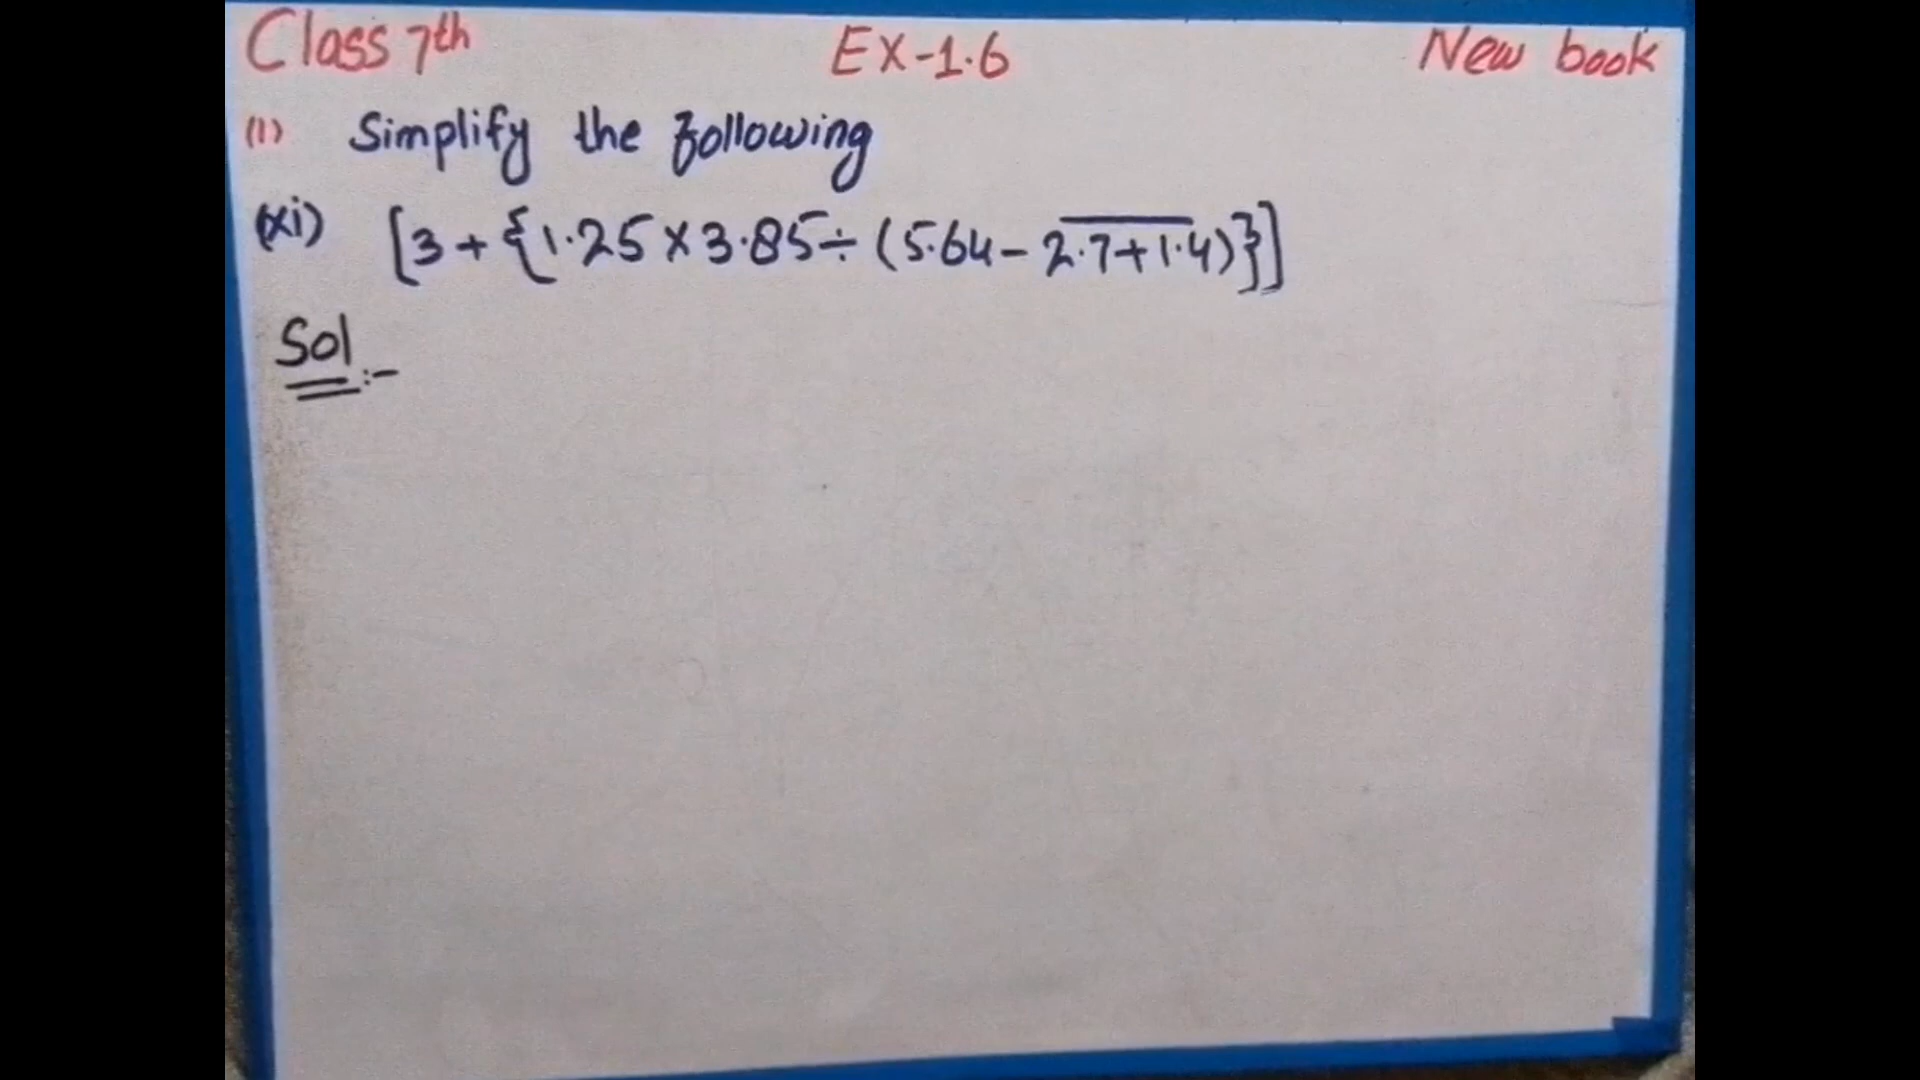 Class 7th EX-1.6 New book
(1) Simplify the following
(xi) [3+{1.25×3.85÷(5.64-2.7+1.4)}]
Sol:-